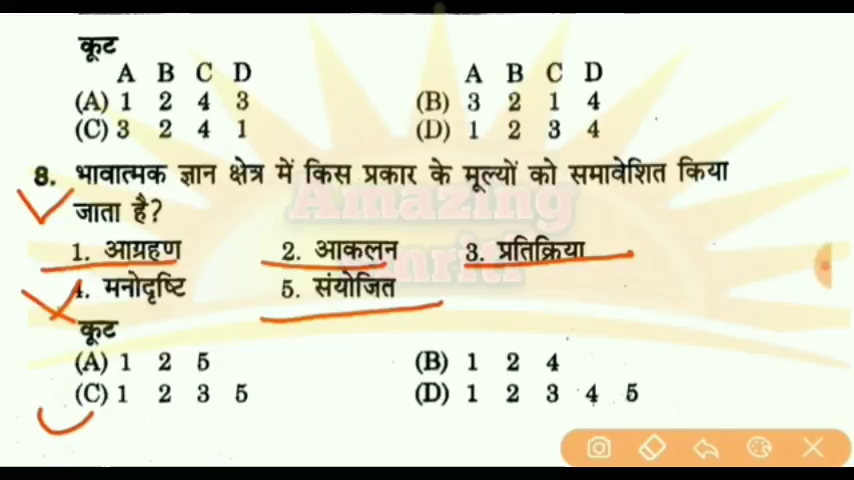 कूट
A B C D A B C D
(A) 1 2 4 3 (B) 3 2 1 4
(C) 3 2 4 1 (D) 1 2 3 4
8. भावात्मक ज्ञान क्षेत्र में किस प्रकार के मूल्यों को समावेशित किया
जाता है?
1. आग्रहण 2. आकलन 3. प्रतिक्रिया
4. मनोदृष्टि 5. संयोजित
कूट
(A) 1 2 5 (B) 1 2 4
(C) 1 2 3 5 (D) 1 2 3 4 5
Amazing
smriti